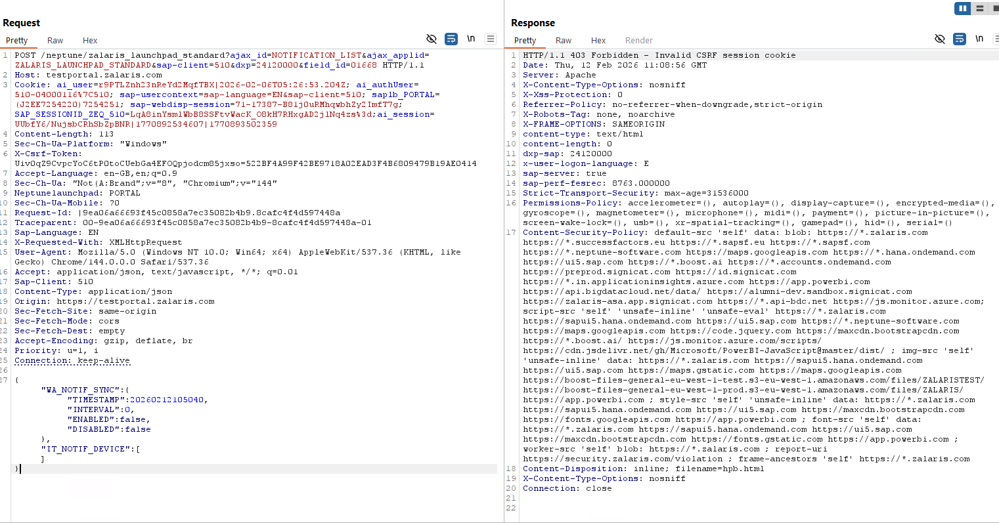 Request
Pretty Raw Hex
\n
1 POST /neptune/zalaris_launchpad_standard?ajax_id=NOTIFICATION_LIST&ajax_applid=
ZALARIS_LAUNCHPAD_STANDARD&sap-client=510&dxp=24120000&field_id=01668 HTTP/1.1
2 Host: testportal.zalaris.com
3 Cookie: ai_user=r9PTLZnh23nReYd2MqfTBX|2026-02-06T05:26:53.204Z; ai_authUser=
510-04000116%7C510; sap-usercontext=sap-language=EN&sap-client=510; saplb_PORTAL=
(J2EE7254220)7254251; sap-webdisp-session=71-17387-B81jOuRMhqwbhZy2ImfT7g;
SAP_SESSIONID_ZEQ_510=LqA8inYsmlWbB8SSFtvWacK_O8kH7RHxgAD2jlNq4zs%3d;ai_session=
UUbfY6/NujsbCRhSbZpBNR|1770892534607|1770893502359
4 Content-Length: 113
5 Sec-Ch-Ua-Platform: "Windows"
6 X-Csrf-Token:
UivOqZ9CvpcYoC6tPOtoCUebGa4EFOQpjodcm85jxso=522BF4A99F42BE9718A02EAD3F4B6809479B19AE0414
7 Accept-Language: en-GB,en;q=0.9
8 Sec-Ch-Ua: "Not(A:Brand";v="8", "Chromium";v="144"
9 Neptunelaunchpad: PORTAL
10 Sec-Ch-Ua-Mobile: ?0
11 Request-Id: |9ea06a66693f45c0858a7ec35082b4b9.8cafc4f4d597448a
12 Traceparent: 00-9ea06a66693f45c0858a7ec35082b4b9-8cafc4f4d597448a-01
13 Sap-Language: EN
14 X-Requested-With: XMLHttpRequest
15 User-Agent: Mozilla/5.0 (Windows NT 10.0; Win64; x64) AppleWebKit/537.36 (KHTML, like
Gecko) Chrome/144.0.0.0 Safari/537.36
16 Accept: application/json, text/javascript, */*; q=0.01
17 Sap-Client: 510
18 Content-Type: application/json
19 Origin: https://testportal.zalaris.com
20 Sec-Fetch-Site: same-origin
21 Sec-Fetch-Mode: cors
22 Sec-Fetch-Dest: empty
23 Accept-Encoding: gzip, deflate, br
24 Priority: u=1, i
25 Connection: keep-alive
26
27 {
"WA_NOTIF_SYNC":{
"TIMESTAMP":20260212105040,
"INTERVAL":0,
"ENABLED":false,
"DISABLED":false
},
"IT_NOTIF_DEVICE":[
]
}
Response
Pretty Raw Hex Render
\n
1 HTTP/1.1 403 Forbidden - Invalid CSRF session cookie
2 Date: Thu, 12 Feb 2026 11:08:56 GMT
3 Server: Apache
4 X-Content-Type-Options: nosniff
5 X-Xss-Protection: 0
6 Referrer-Policy: no-referrer-when-downgrade,strict-origin
7 X-Robots-Tag: none, noarchive
8 X-FRAME-OPTIONS: SAMEORIGIN
9 content-type: text/html
10 content-length: 0
11 dxp-sap: 24120000
12 x-user-logon-language: E
13 sap-server: true
14 sap-perf-fesrec: 8763.000000
15 Strict-Transport-Security: max-age=31536000
16 Permissions-Policy: accelerometer=(), autoplay=(), display-capture=(), encrypted-media=(),
gyroscope=(), magnetometer=(), microphone=(), midi=(), payment=(), picture-in-picture=(),
screen-wake-lock=(), usb=(), xr-spatial-tracking=(), gamepad=(), hid=(), serial=()
17 Content-Security-Policy: default-src 'self' data: blob: https://*.zalaris.com
https://*.successfactors.eu https://*.sapsf.eu https://*.sapsf.com
https://*.neptune-software.com https://maps.googleapis.com https://*.hana.ondemand.com
https://ui5.sap.com https://*.boost.ai https://*.accounts.ondemand.com
https://preprod.signicat.com https://id.signicat.com
https://*.in.applicationinsights.azure.com https://app.powerbi.com
https://api.bigdatacloud.net/data/ https://alumni-dev.sandbox.signicat.com
https://zalaris-asa.app.signicat.com https://*.api-bdc.net https://js.monitor.azure.com;
script-src 'self' 'unsafe-inline' 'unsafe-eval' https://*.zalaris.com
https://sapui5.hana.ondemand.com https://ui5.sap.com https://*.neptune-software.com
https://maps.googleapis.com https://code.jquery.com https://maxcdn.bootstrapcdn.com
https://*.boost.ai/ https://js.monitor.azure.com/scripts/
https://cdn.jsdelivr.net/gh/Microsoft/PowerBI-JavaScript@master/dist/ ; img-src 'self'
'unsafe-inline' data: https://*.zalaris.com https://sapui5.hana.ondemand.com
https://ui5.sap.com https://maps.gstatic.com https://maps.googleapis.com
https://boost-files-general-eu-west-1-test.s3-eu-west-1.amazonaws.com/files/ZALARISTEST/
https://boost-files-general-eu-west-1-prod.s3-eu-west-1.amazonaws.com/files/ZALARIS/
https://app.powerbi.com ; style-src 'self' 'unsafe-inline' data: https://*.zalaris.com
https://sapui5.hana.ondemand.com https://ui5.sap.com https://maxcdn.bootstrapcdn.com
https://fonts.googleapis.com https://app.powerbi.com ; font-src 'self' data:
https://*.zalaris.com https://sapui5.hana.ondemand.com https://ui5.sap.com
https://maxcdn.bootstrapcdn.com https://fonts.gstatic.com https://app.powerbi.com ;
worker-src 'self' blob: https://*.zalaris.com ; report-uri
https://security.zalaris.com/violation ; frame-ancestors 'self' https://*.zalaris.com
18 Content-Disposition: inline; filename=hpb.html
19 X-Content-Type-Options: nosniff
20 Connection: close
21
22